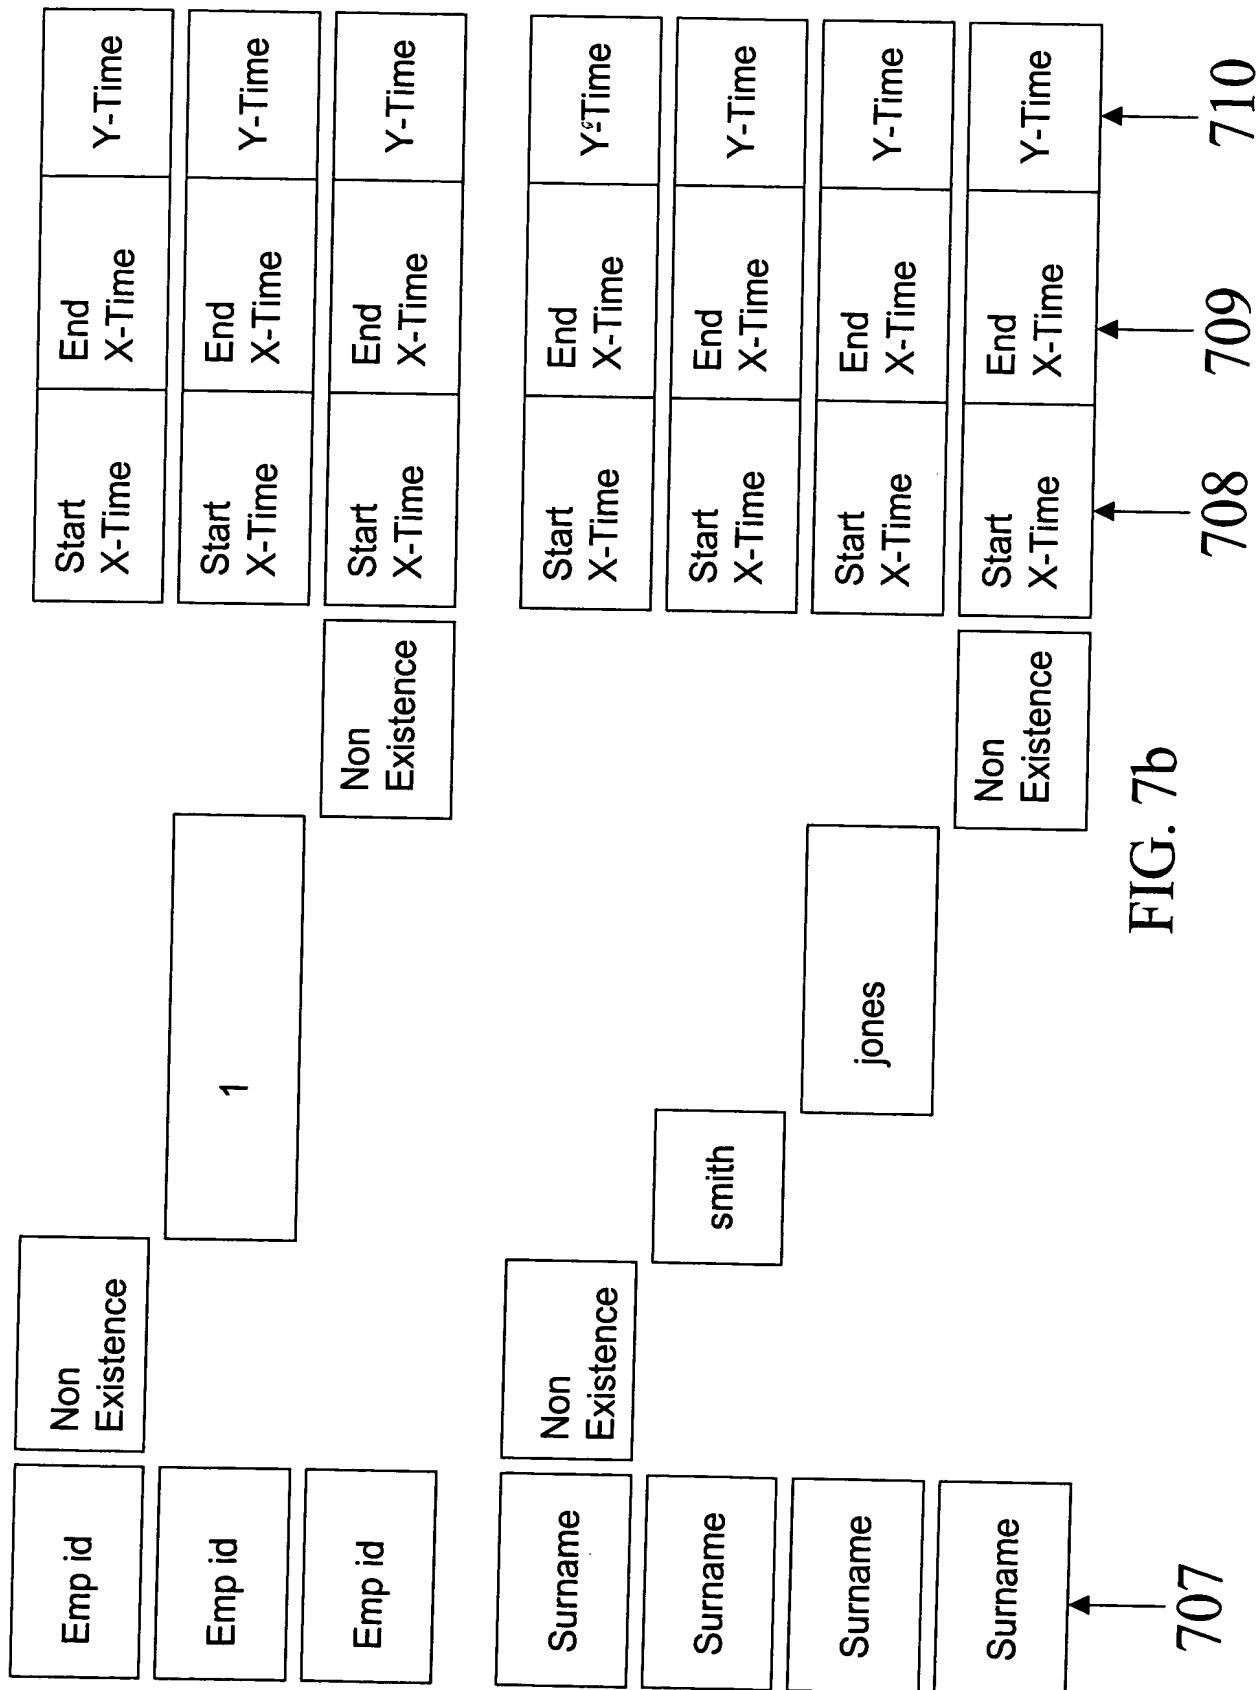 Emp id
Non
Existence
Start
X-Time
End
X-Time
Y-Time
Emp id
1
Start
X-Time
End
X-Time
Y-Time
Emp id
Non
Existence
Start
X-Time
End
X-Time
Y-Time
Surname
Non
Existence
Start
X-Time
End
X-Time
Y-Time
Surname
smith
Start
X-Time
End
X-Time
Y-Time
Surname
jones
Start
X-Time
End
X-Time
Y-Time
Surname
Non
Existence
Start
X-Time
End
X-Time
Y-Time
707
708
709
710
FIG. 7b